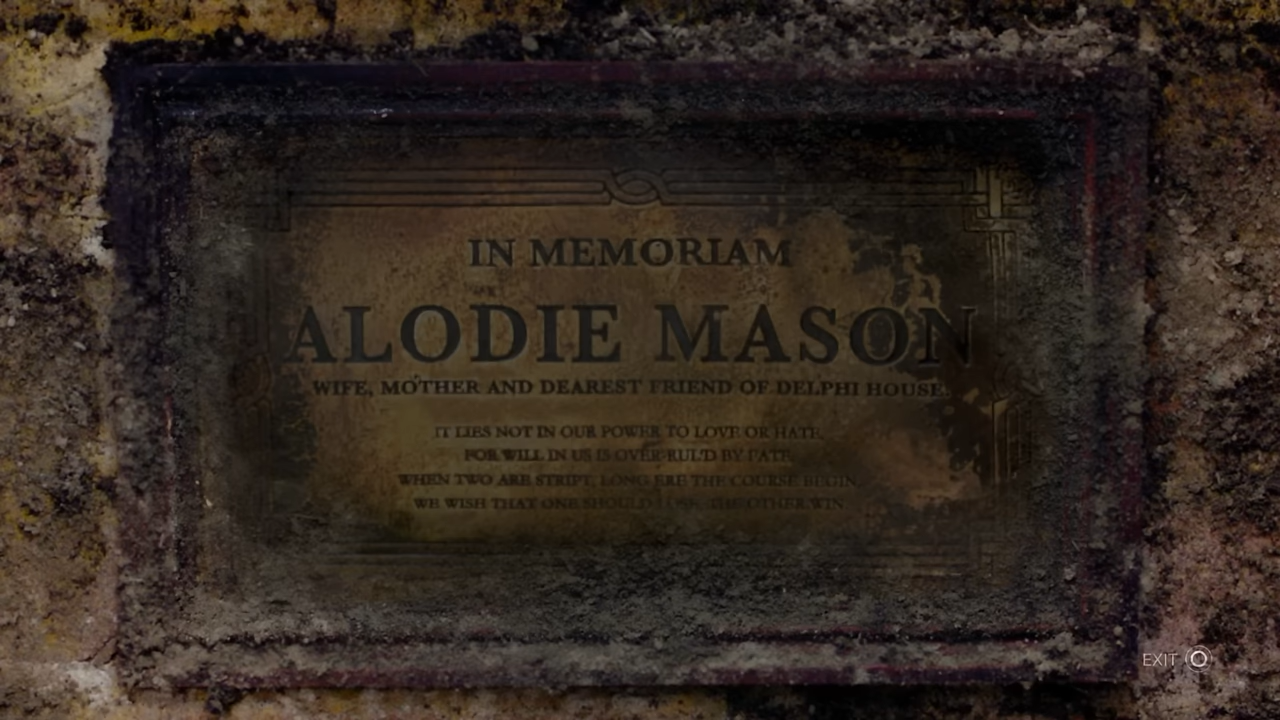 IN MEMORIAM
ALODIE MASON
WIFE, MOTHER AND DEAREST FRIEND OF DELPHI HOUSE.
IT LIES NOT IN OUR POWER TO LOVE OR HATE,
FOR WILL IN US IS OVER-RUL'D BY FATE.
WHEN TWO ARE STRIPT, LONG ERE THE COURSE BEGIN,
WE WISH THAT ONE SHOULD LOSE, THE OTHER WIN
EXIT